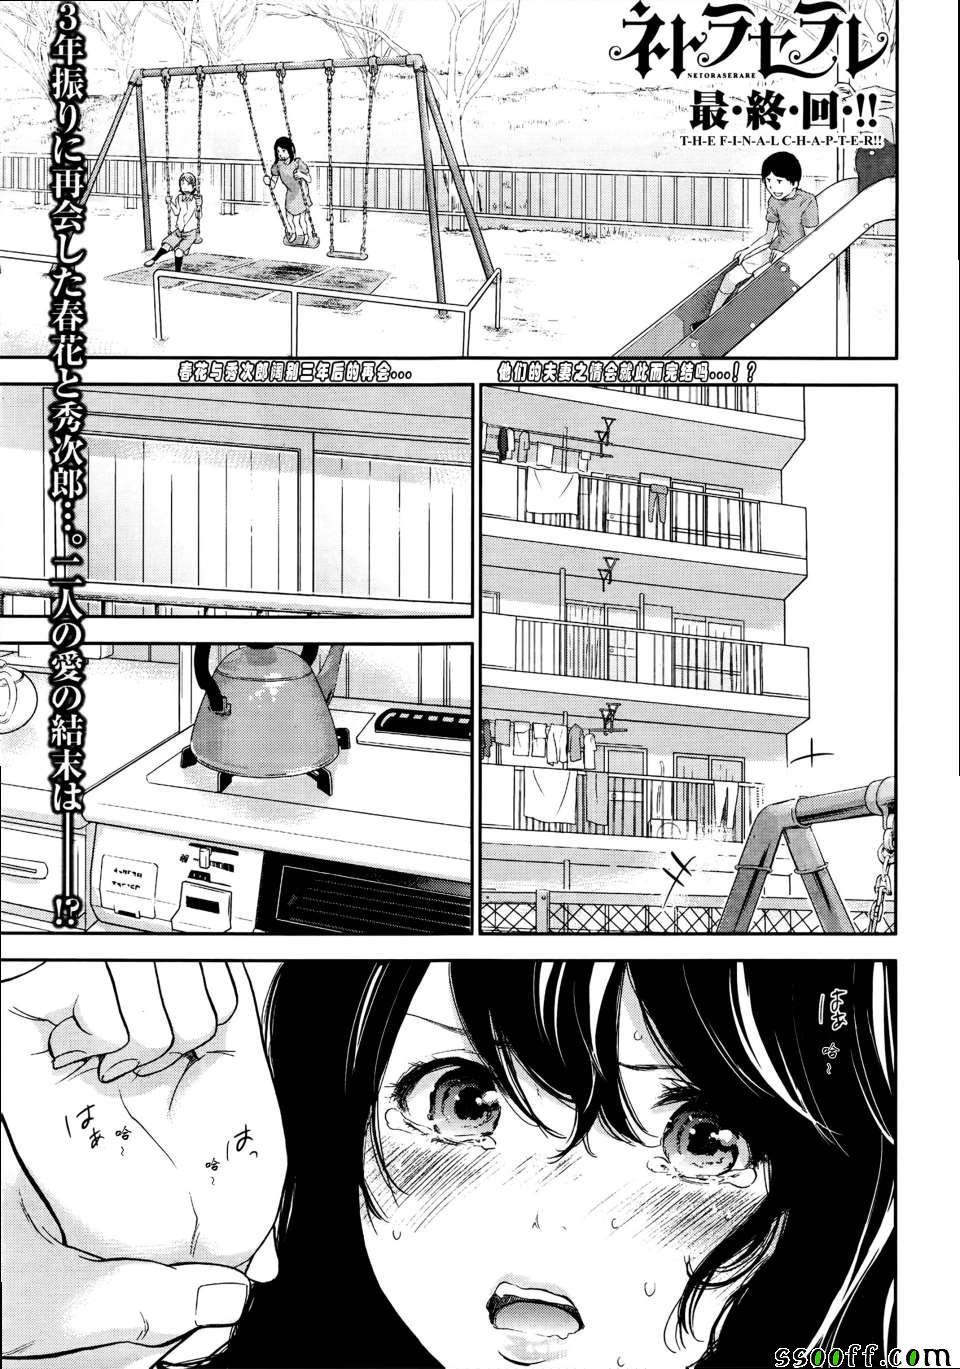 ネトラセラレ
NETORASERARE
最・終・回・!!
T-H-E F-I-N-A-L C-H-A-P-T-E-R!!
3年振りに再会した春花と秀次郎…。二人の愛の結末は――!?
春花与秀次郎阔别三年后的再会…
他们的夫妻之情会就此而完结吗…！？
はぁ
哈
～
はぁ
哈
～
はっ
哈
～
ssooff.com